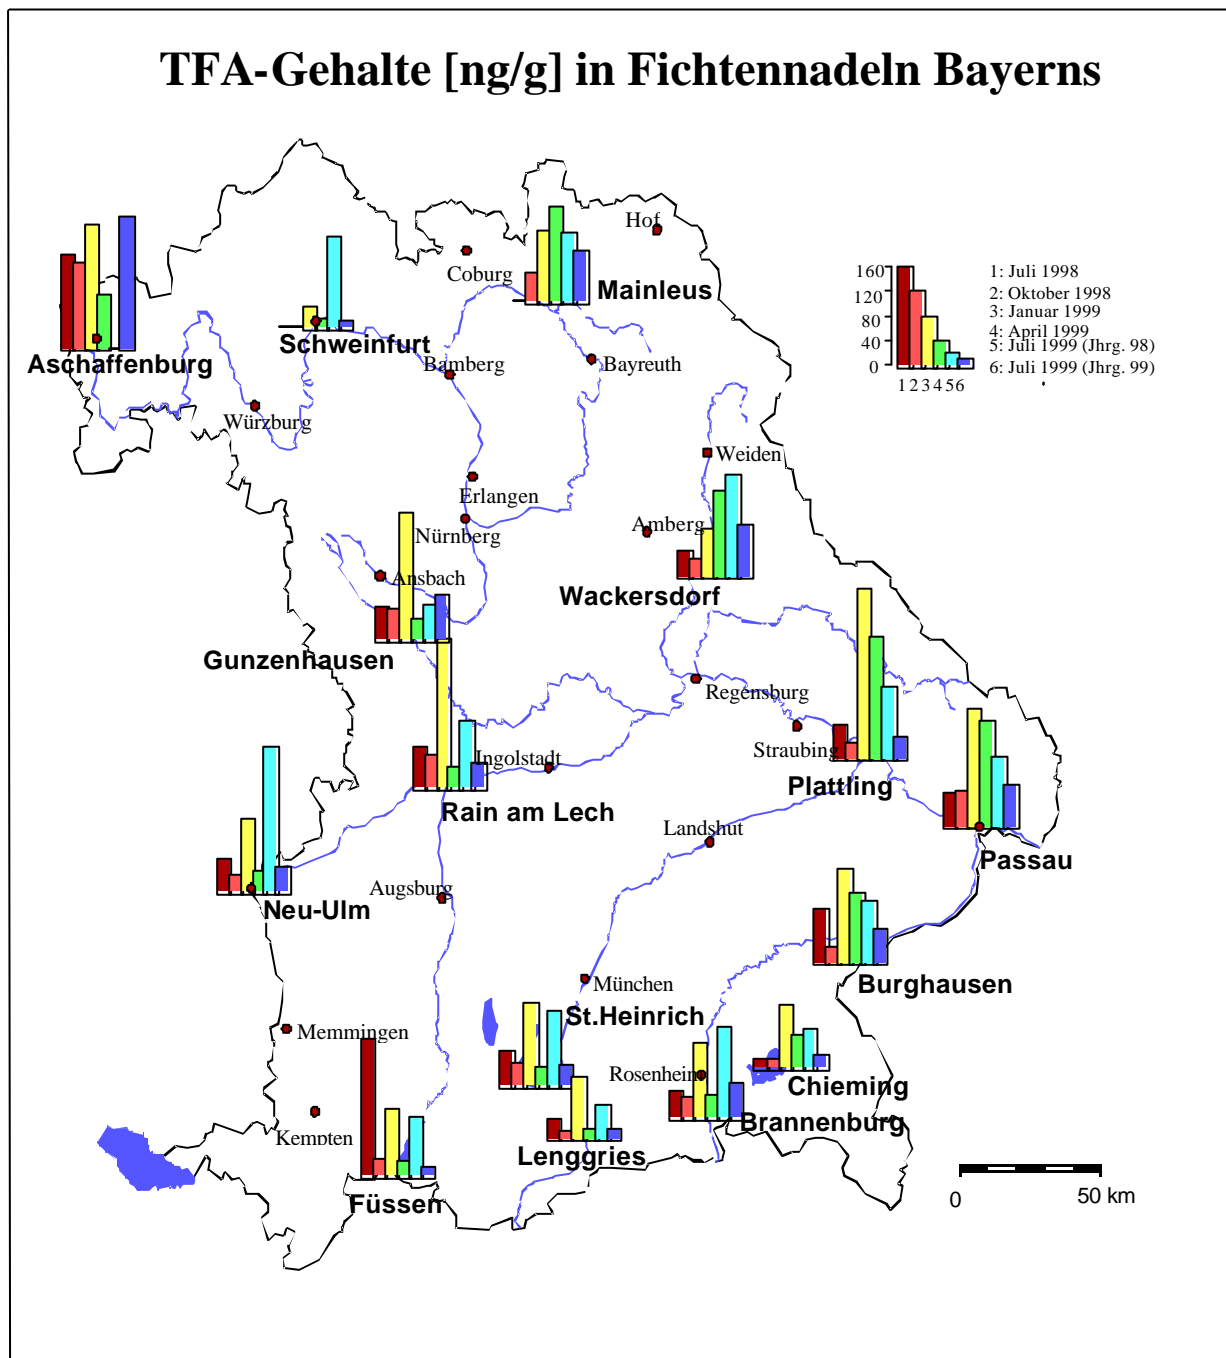 TFA-Gehalte [ng/g] in Fichtennadeln Bayerns
Hof
Coburg
Mainleus
160
120
80
40
0
1 2 3 4 5 6
1: Juli 1998
2: Oktober 1998
3: Januar 1999
4: April 1999
5: Juli 1999 (Jhrg. 98)
6: Juli 1999 (Jhrg. 99)
Schweinfurt
Aschaffenburg
Bamberg
Bayreuth
Würzburg
Weiden
Erlangen
Amberg
Nürnberg
Ansbach
Wackersdorf
Gunzenhausen
Regensburg
Straubing
Ingolstadt
Plattling
Rain am Lech
Landshut
Passau
Augsburg
Neu-Ulm
München
Burghausen
St.Heinrich
Memmingen
Rosenheim
Chieming
Brannenburg
Kempten
Lenggries
Füssen
0
50 km